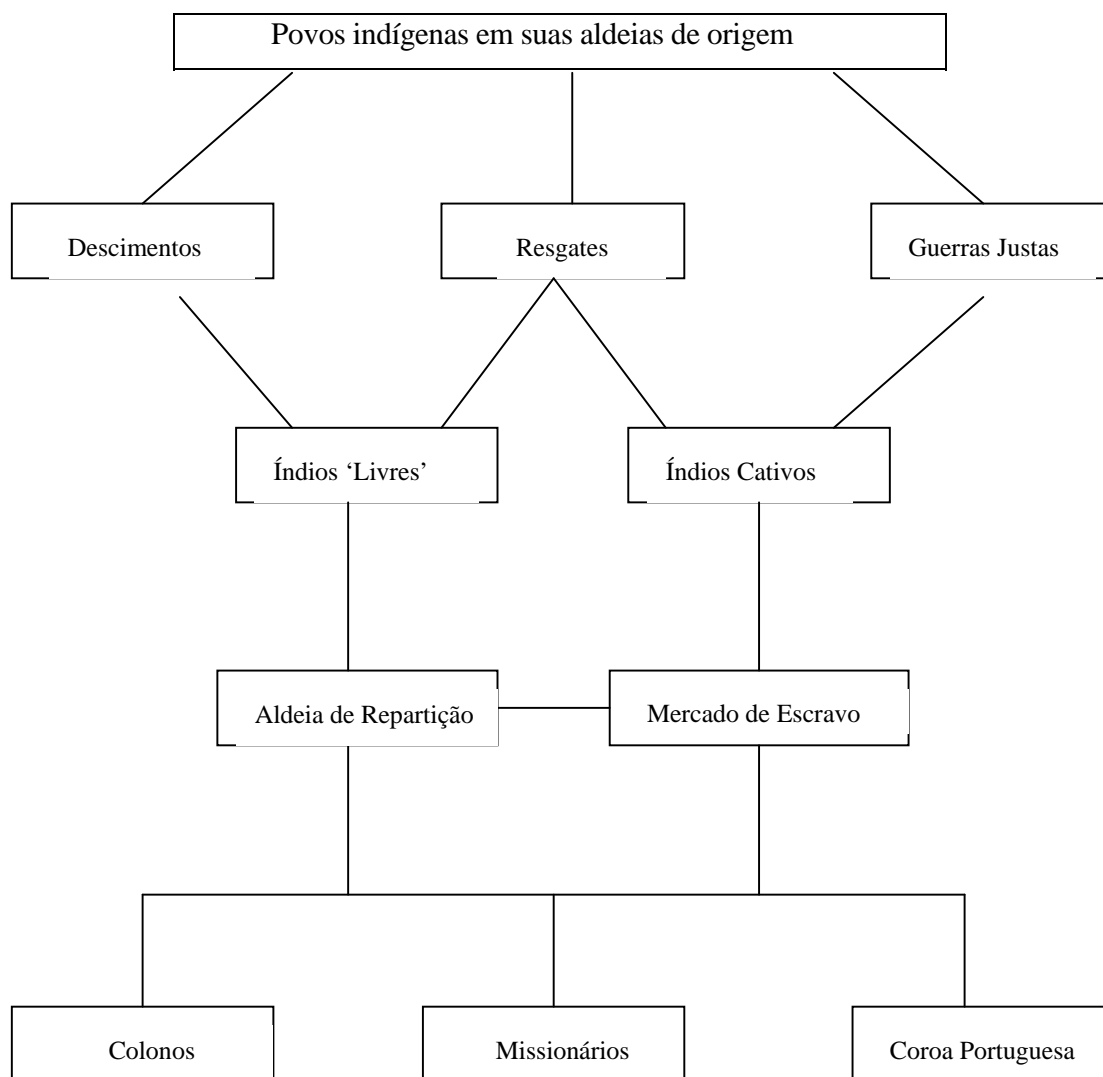 Povos indígenas em suas aldeias de origem
Descimentos
Resgates
Guerras Justas
Índios ‘Livres’
Índios Cativos
Aldeia de Repartição
Mercado de Escravo
Colonos
Missionários
Coroa Portuguesa